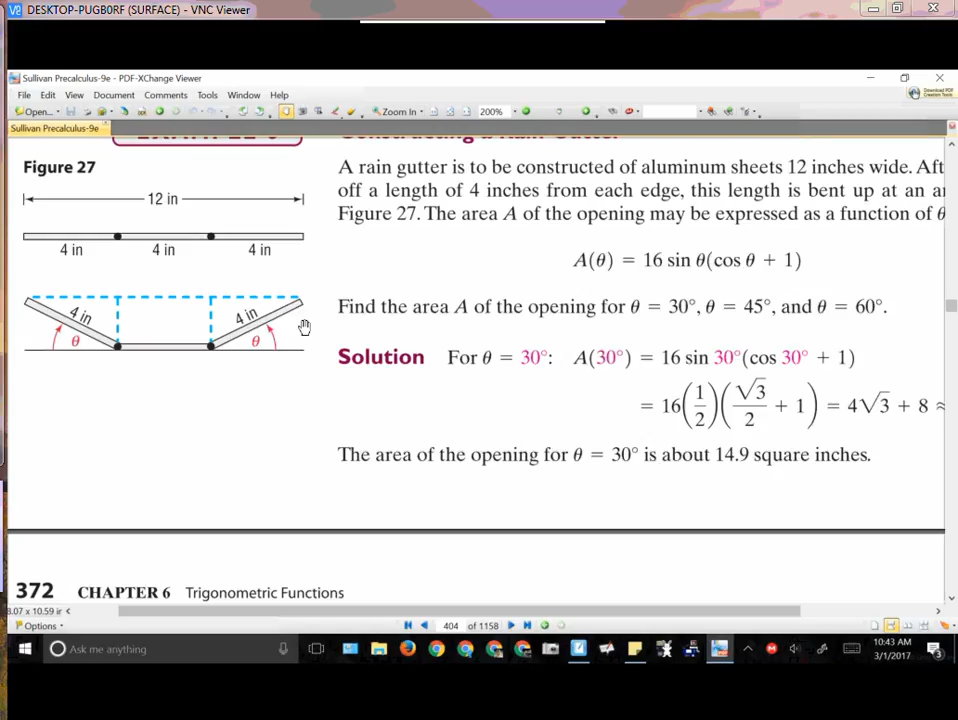 DESKTOP-PUGB0RF (SURFACE) - VNC Viewer
Sullivan Precalculus-9e - PDF-XChange Viewer
File Edit View Document Comments Tools Window Help
Open... Zoom In 200%
Sullivan Precalculus-9e
Figure 27
12 in
4 in 4 in 4 in
4 in 4 in
θ θ
A rain gutter is to be constructed of aluminum sheets 12 inches wide. Aft
off a length of 4 inches from each edge, this length is bent up at an a
Figure 27. The area A of the opening may be expressed as a function of θ
A(θ) = 16 sin θ(cos θ + 1)
Find the area A of the opening for θ = 30°, θ = 45°, and θ = 60°.
Solution For θ = 30°: A(30°) = 16 sin 30°(cos 30° + 1)
= 16(1/2)(√3/2 + 1) = 4√3 + 8 ≈
The area of the opening for θ = 30° is about 14.9 square inches.
372 CHAPTER 6 Trigonometric Functions
8.07 x 10.59 in
Options 404 of 1158
Ask me anything
10:43 AM
3/1/2017